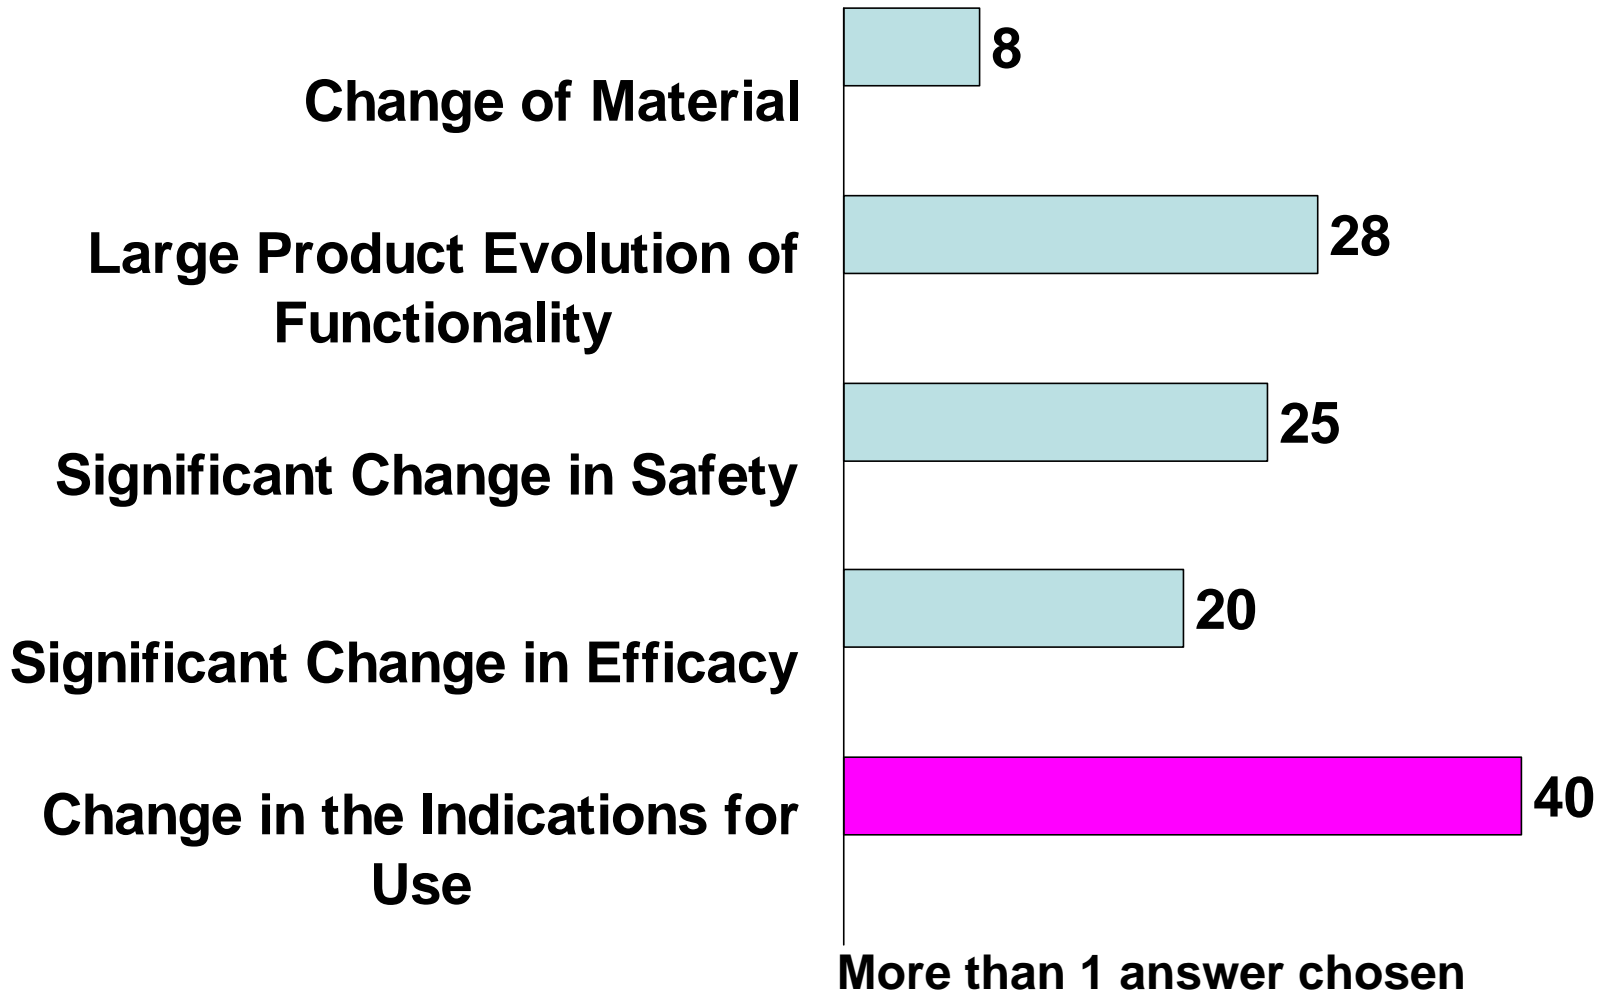 8
Change of Material
28
Large Product Evolution of
Functionality
25
Significant Change in Safety
20
Significant Change in Efficacy
40
Change in the Indications for
Use
More than 1 answer chosen